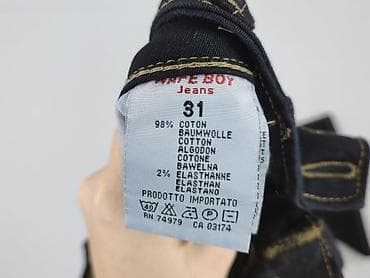 BOY
Jeans
31
98% COTON
BAUMWOLLE
COTTON
ALGODON
COTONE
BAWELNA
2% ELASTHANNE
ELASTHAN
ELASTANO
PRODOTTO IMPORTATO
40 P
RN 74979 CA 03174